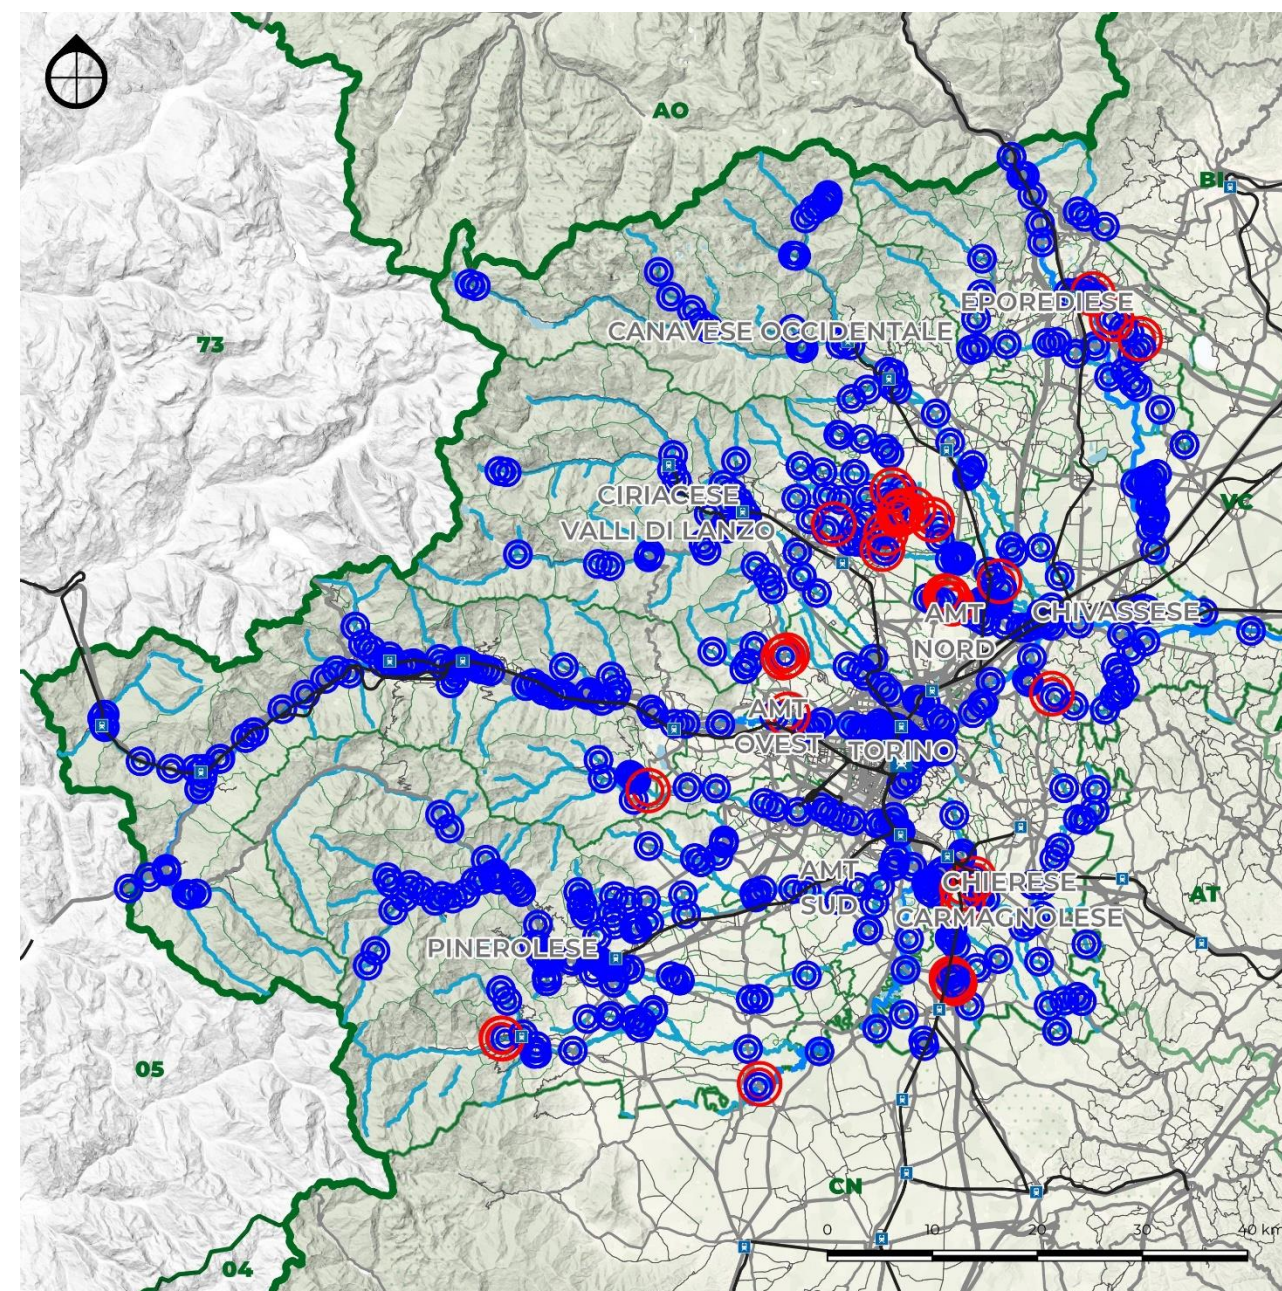 AO
BI
73
EPOREDIESE
CANAVESE OCCIDENTALE
CIRIACESE
VALLI DI LANZO
VC
AMT
NORD
CHIVASSESE
AMT
OVEST
TORINO
AMT
SUD
CHIERESE
CARMAGNOLESE
AT
PINEROLESE
05
CN
0 10 20 30 40 km
04